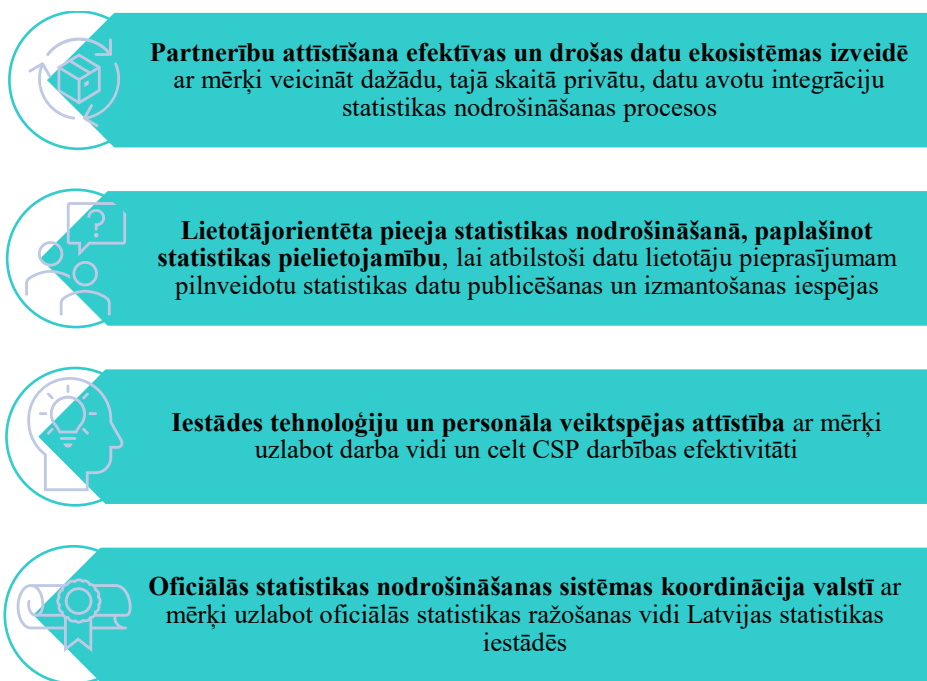 Partnerību attīstīšana efektīvas un drošas datu ekosistēmas izveidē
ar mērķi veicināt dažādu, tajā skaitā privātu, datu avotu integrāciju
statistikas nodrošināšanas procesos
?
Lietotājorientēta pieeja statistikas nodrošināšanā, paplašinot
statistikas pielietojamību, lai atbilstoši datu lietotāju pieprasījumam
pilnveidotu statistikas datu publicēšanas un izmantošanas iespējas
Iestādes tehnoloģiju un personāla veiktspējas attīstība ar mērķi
uzlabot darba vidi un celt CSP darbības efektivitāti
Oficiālās statistikas nodrošināšanas sistēmas koordinācija valstī ar
mērķi uzlabot oficiālās statistikas ražošanas vidi Latvijas statistikas
iestādēs